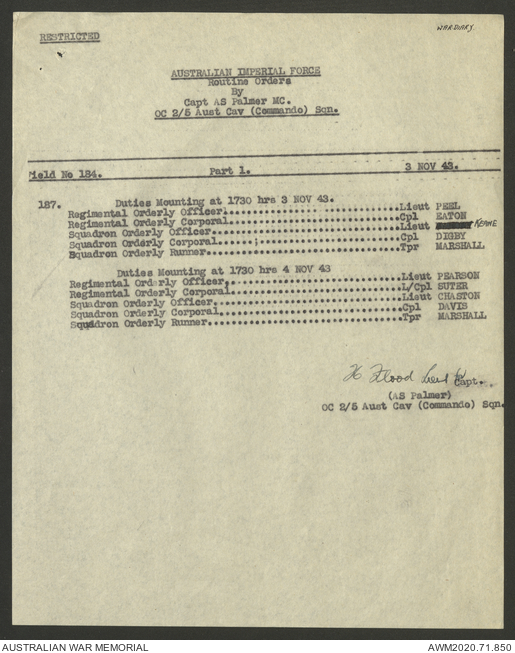 WAR DIARY.
RESTRICTED
AUSTRALIAN IMPERIAL FORCE
Routine Orders
By
Capt AS Palmer MC.
OC 2/5 Aust Cav (Commando) Sqn.
Field No 184. Part 1. 3 NOV 43.
187. Duties Mounting at 1730 hrs 3 NOV 43.
Regimental Orderly Officer..............................Lieut PEEL
Regimental Orderly Corporal.............................Cpl EATON
Squadron Orderly Officer................................Lieut KEANE
Squadron Orderly Corporal...............................Cpl DIGBY
Squadron Orderly Runner.................................Tpr MARSHALL
Duties Mounting at 1730 hrs 4 NOV 43
Regimental Orderly Officer..............................Lieut PEARSON
Regimental Orderly Corporal.............................L/Cpl SUTER
Squadron Orderly Officer................................Lieut CHASTON
Squadron Orderly Corporal...............................Cpl DAVIS
Squadron Orderly Runner.................................Tpr MARSHALL
Flood Lieut Capt.
(AS Palmer)
OC 2/5 Aust Cav (Commando) Sqn.
AUSTRALIAN WAR MEMORIAL AWM2020.71.850